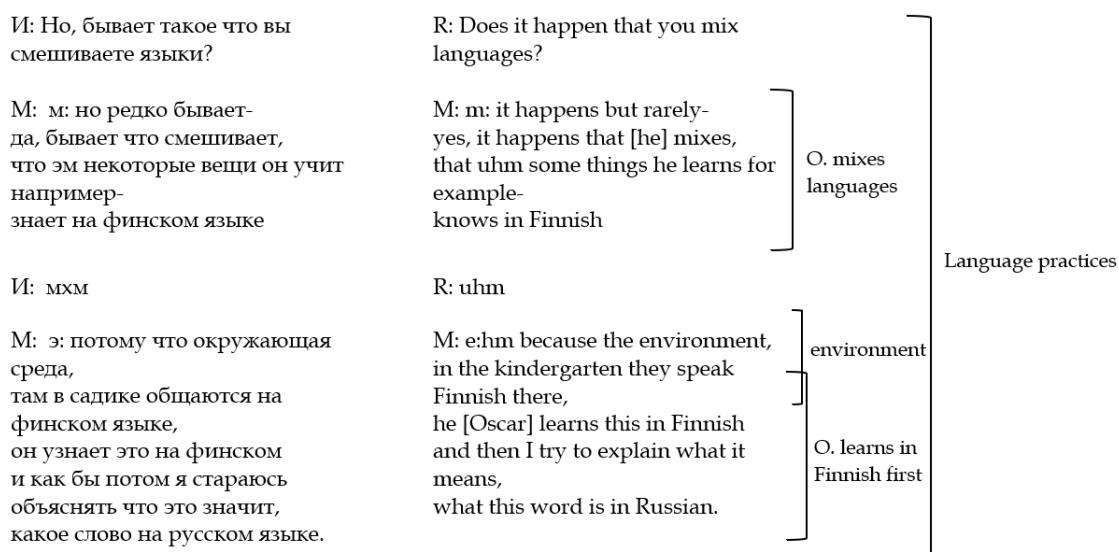 И: Но, бывает такое что вы
смешиваете языки?
М: м: но редко бывает-
да, бывает что смешивает,
что эм некоторые вещи он учит
например-
знает на финском языке
И: мхм
М: э: потому что окружающая
среда,
там в садике общаются на
финском языке,
он узнает это на финском
и как бы потом я стараюсь
объяснять что это значит,
какое слово на русском языке.
R: Does it happen that you mix
languages?
M: m: it happens but rarely-
yes, it happens that [he] mixes,
that uhm some things he learns for
example-
knows in Finnish
R: uhm
M: e:hm because the environment,
in the kindergarten they speak
Finnish there,
he [Oscar] learns this in Finnish
and then I try to explain what it
means,
what this word is in Russian.
O. mixes
languages
environment
O. learns in
Finnish first
Language practices